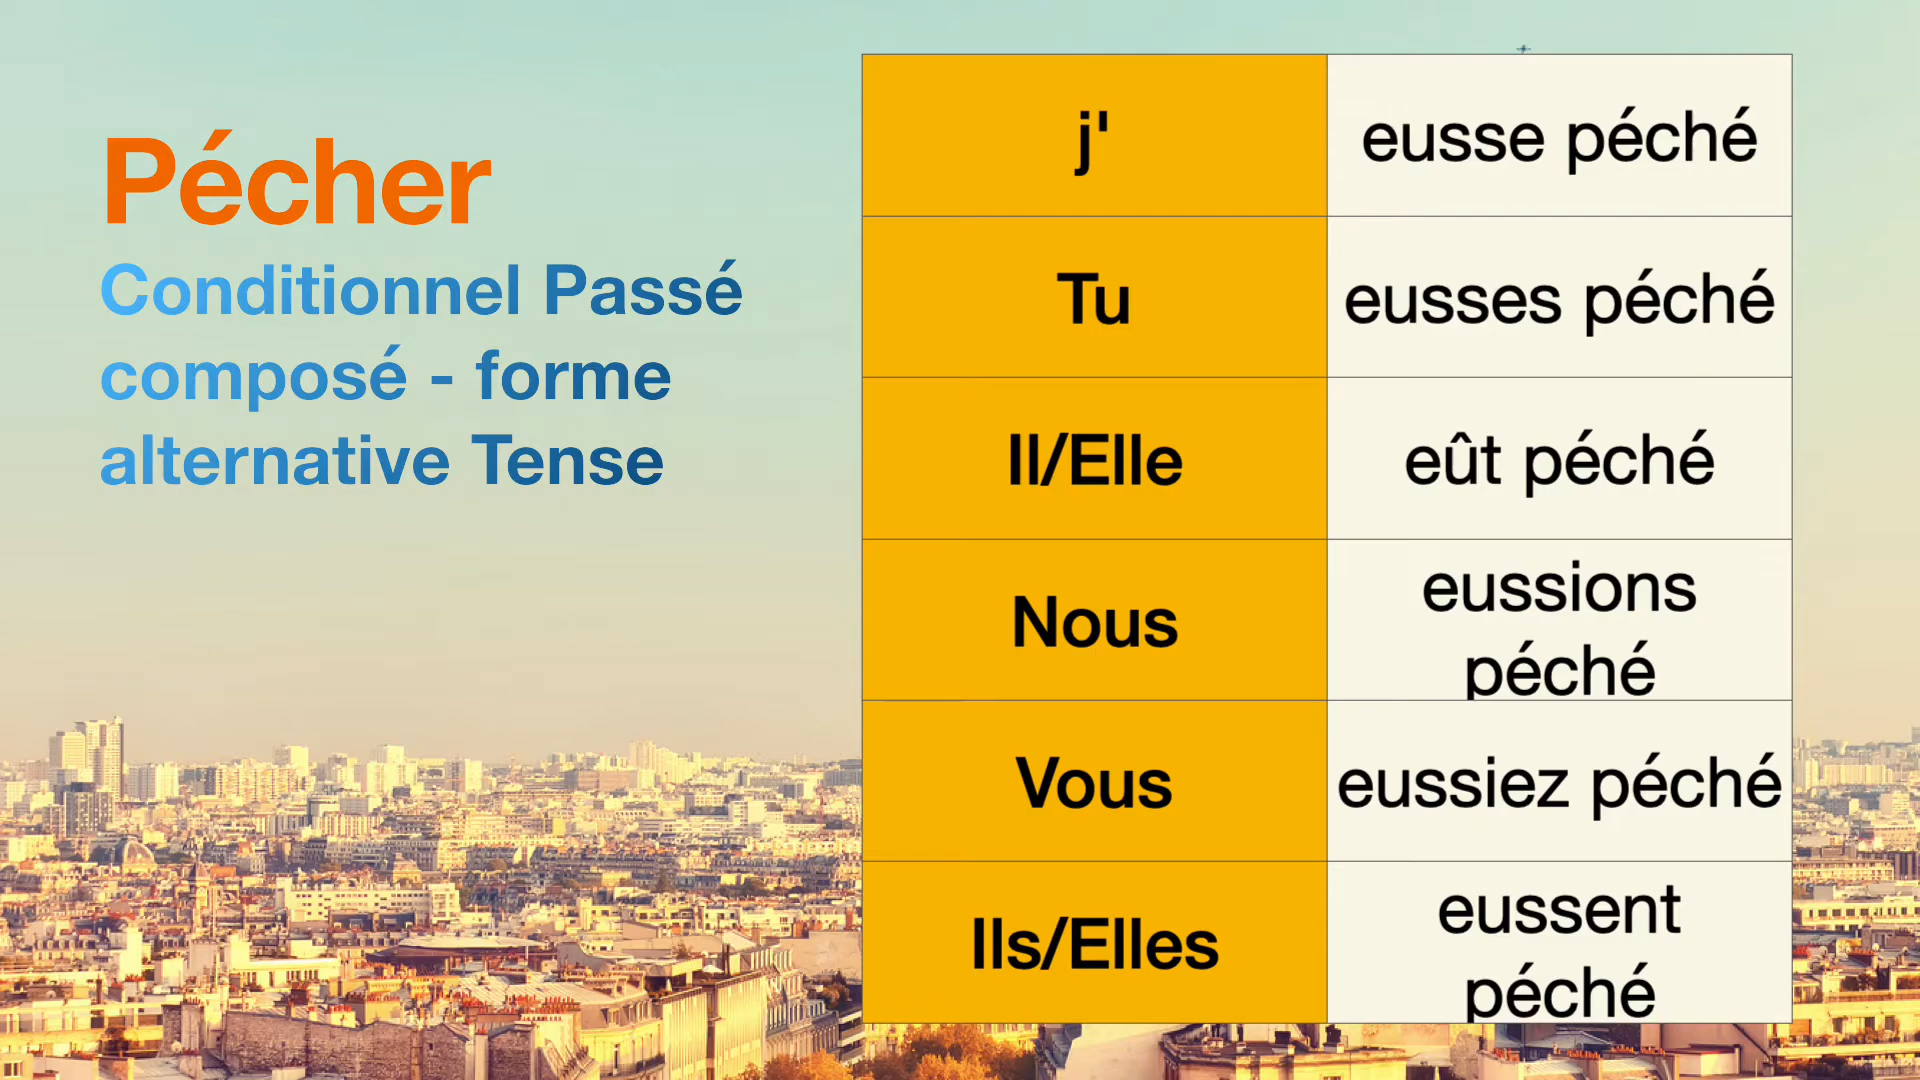 Pécher
Conditionnel Passé
composé - forme
alternative Tense
j' eusse péché
Tu eusses péché
Il/Elle eût péché
Nous eussions
péché
Vous eussiez péché
Ils/Elles eussent
péché